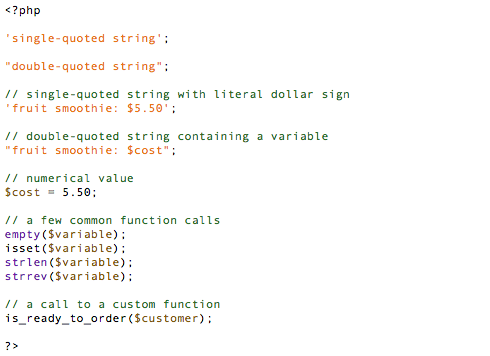 <?php
'single-quoted string';
"double-quoted string";
// single-quoted string with literal dollar sign
'fruit smoothie: $5.50';
// double-quoted string containing a variable
"fruit smoothie: $cost";
// numerical value
$cost = 5.50;
// a few common function calls
empty($variable);
isset($variable);
strlen($variable);
strrev($variable);
// a call to a custom function
is_ready_to_order($customer);
?>